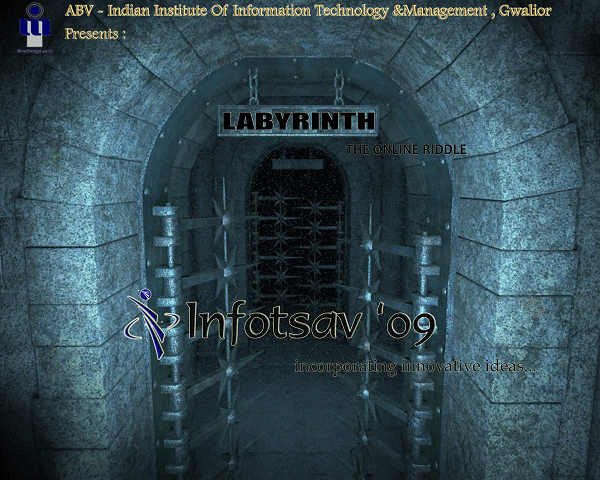 ABV - Indian Institute Of Information Technology &Management , Gwalior
Presents :
LABYRINTH
THE ONLINE RIDDLE
Infotsav '09
incorporating innovative ideas...